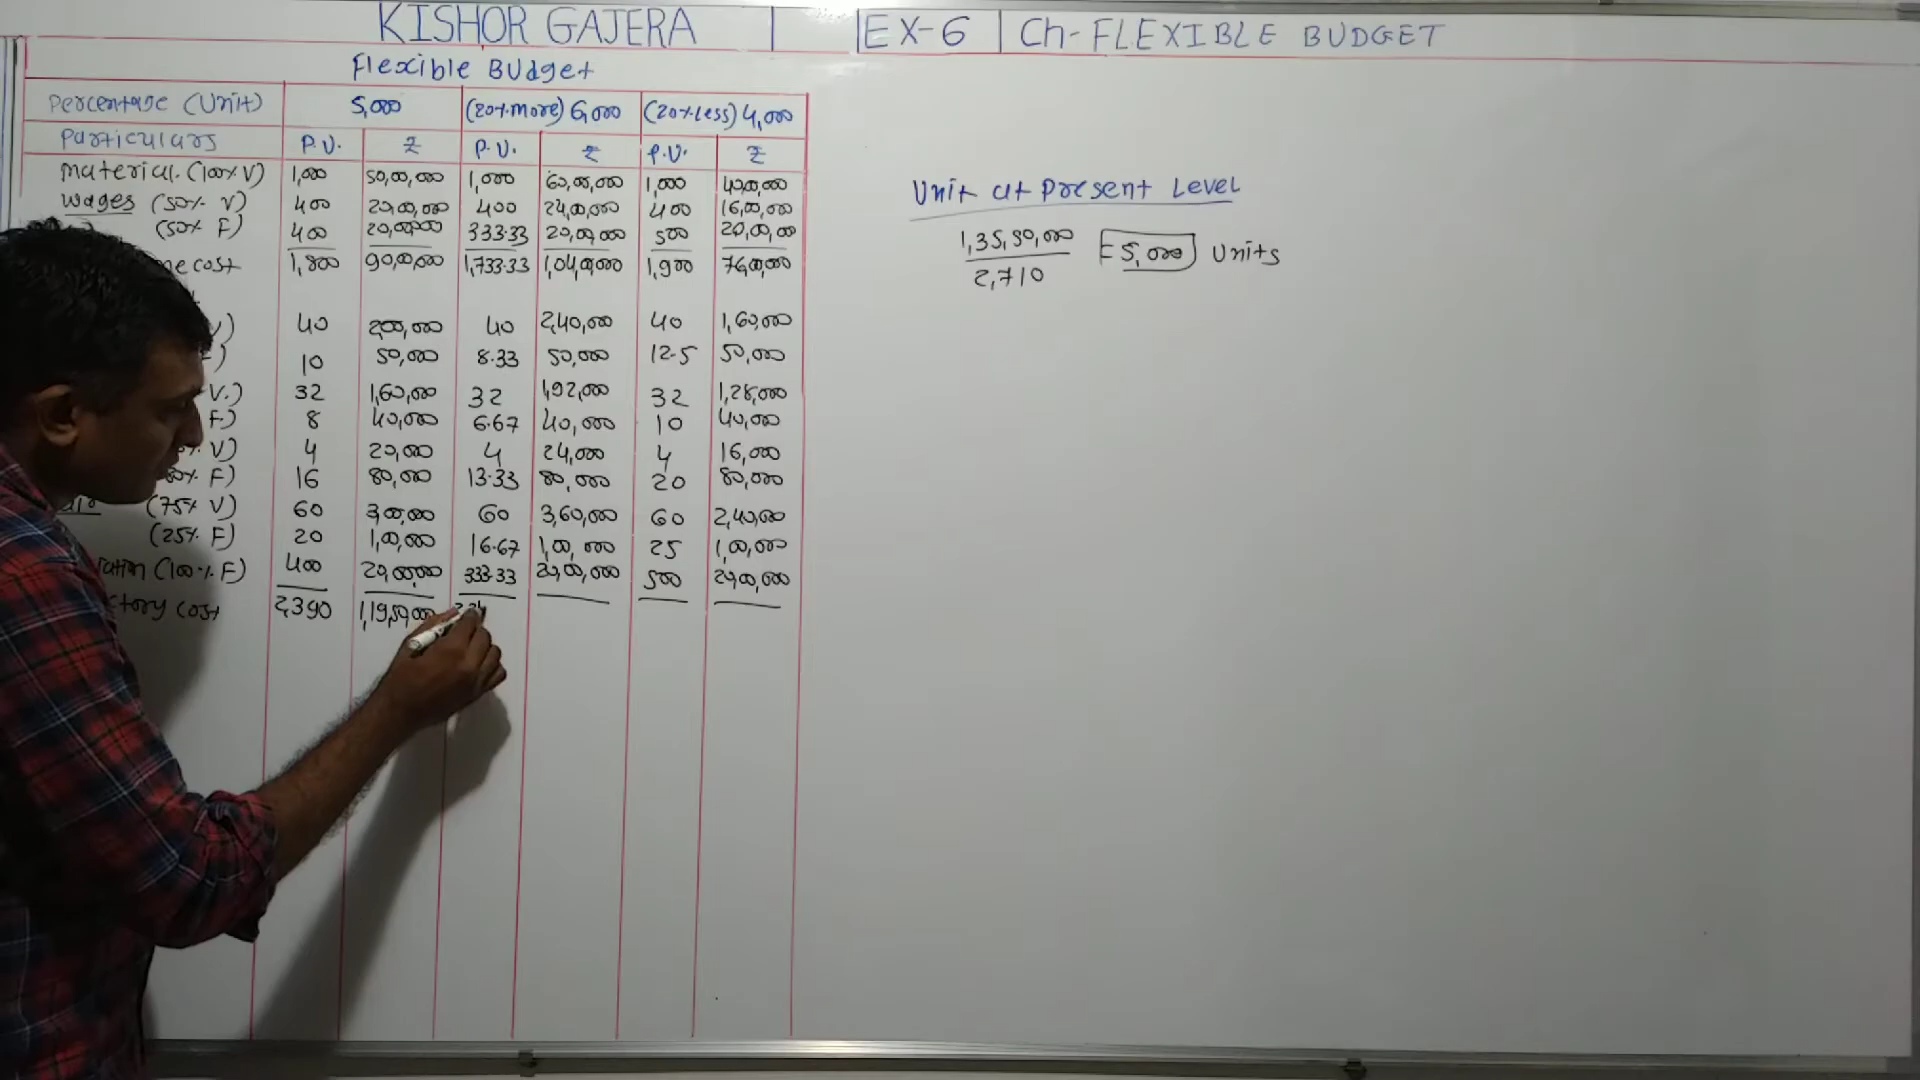 KISHOR GAJERA | EX-6 | Ch-FLEXIBLE BUDGET
Flexible BUdget
Percentage (Unit) 5,000 (20% more) 6,000 (20% Less) 4,000
Particulars P.U. ₹ P.U. ₹ P.U. ₹
Material (100% V) 1,000 50,00,000 1,000 60,00,000 1,000 40,00,000
Wages (50% V) 400 20,00,000 400 24,00,000 400 16,00,000
(50% F) 400 20,00,000 333.33 20,00,000 500 20,00,000
cost 1,800 90,00,000 1,733.33 1,04,00,000 1,900 76,00,000
40 2,00,000 40 2,40,000 40 1,60,000
10 50,000 8.33 50,000 12.5 50,000
V.) 32 1,60,000 32 1,92,000 32 1,28,000
F.) 8 40,000 6.67 40,000 10 40,000
V) 4 20,000 4 24,000 4 16,000
80% F) 16 80,000 13.33 80,000 20 80,000
(75% V) 60 3,00,000 60 3,60,000 60 2,40,000
(25% F) 20 1,00,000 16.67 1,00,000 25 1,00,000
(100% F) 400 20,00,000 333.33 20,00,000 500 20,00,000
ctory cost 2,390 1,19,50,000
Unit at Present Level
1,35,50,000
= 5,000 Units
2,710